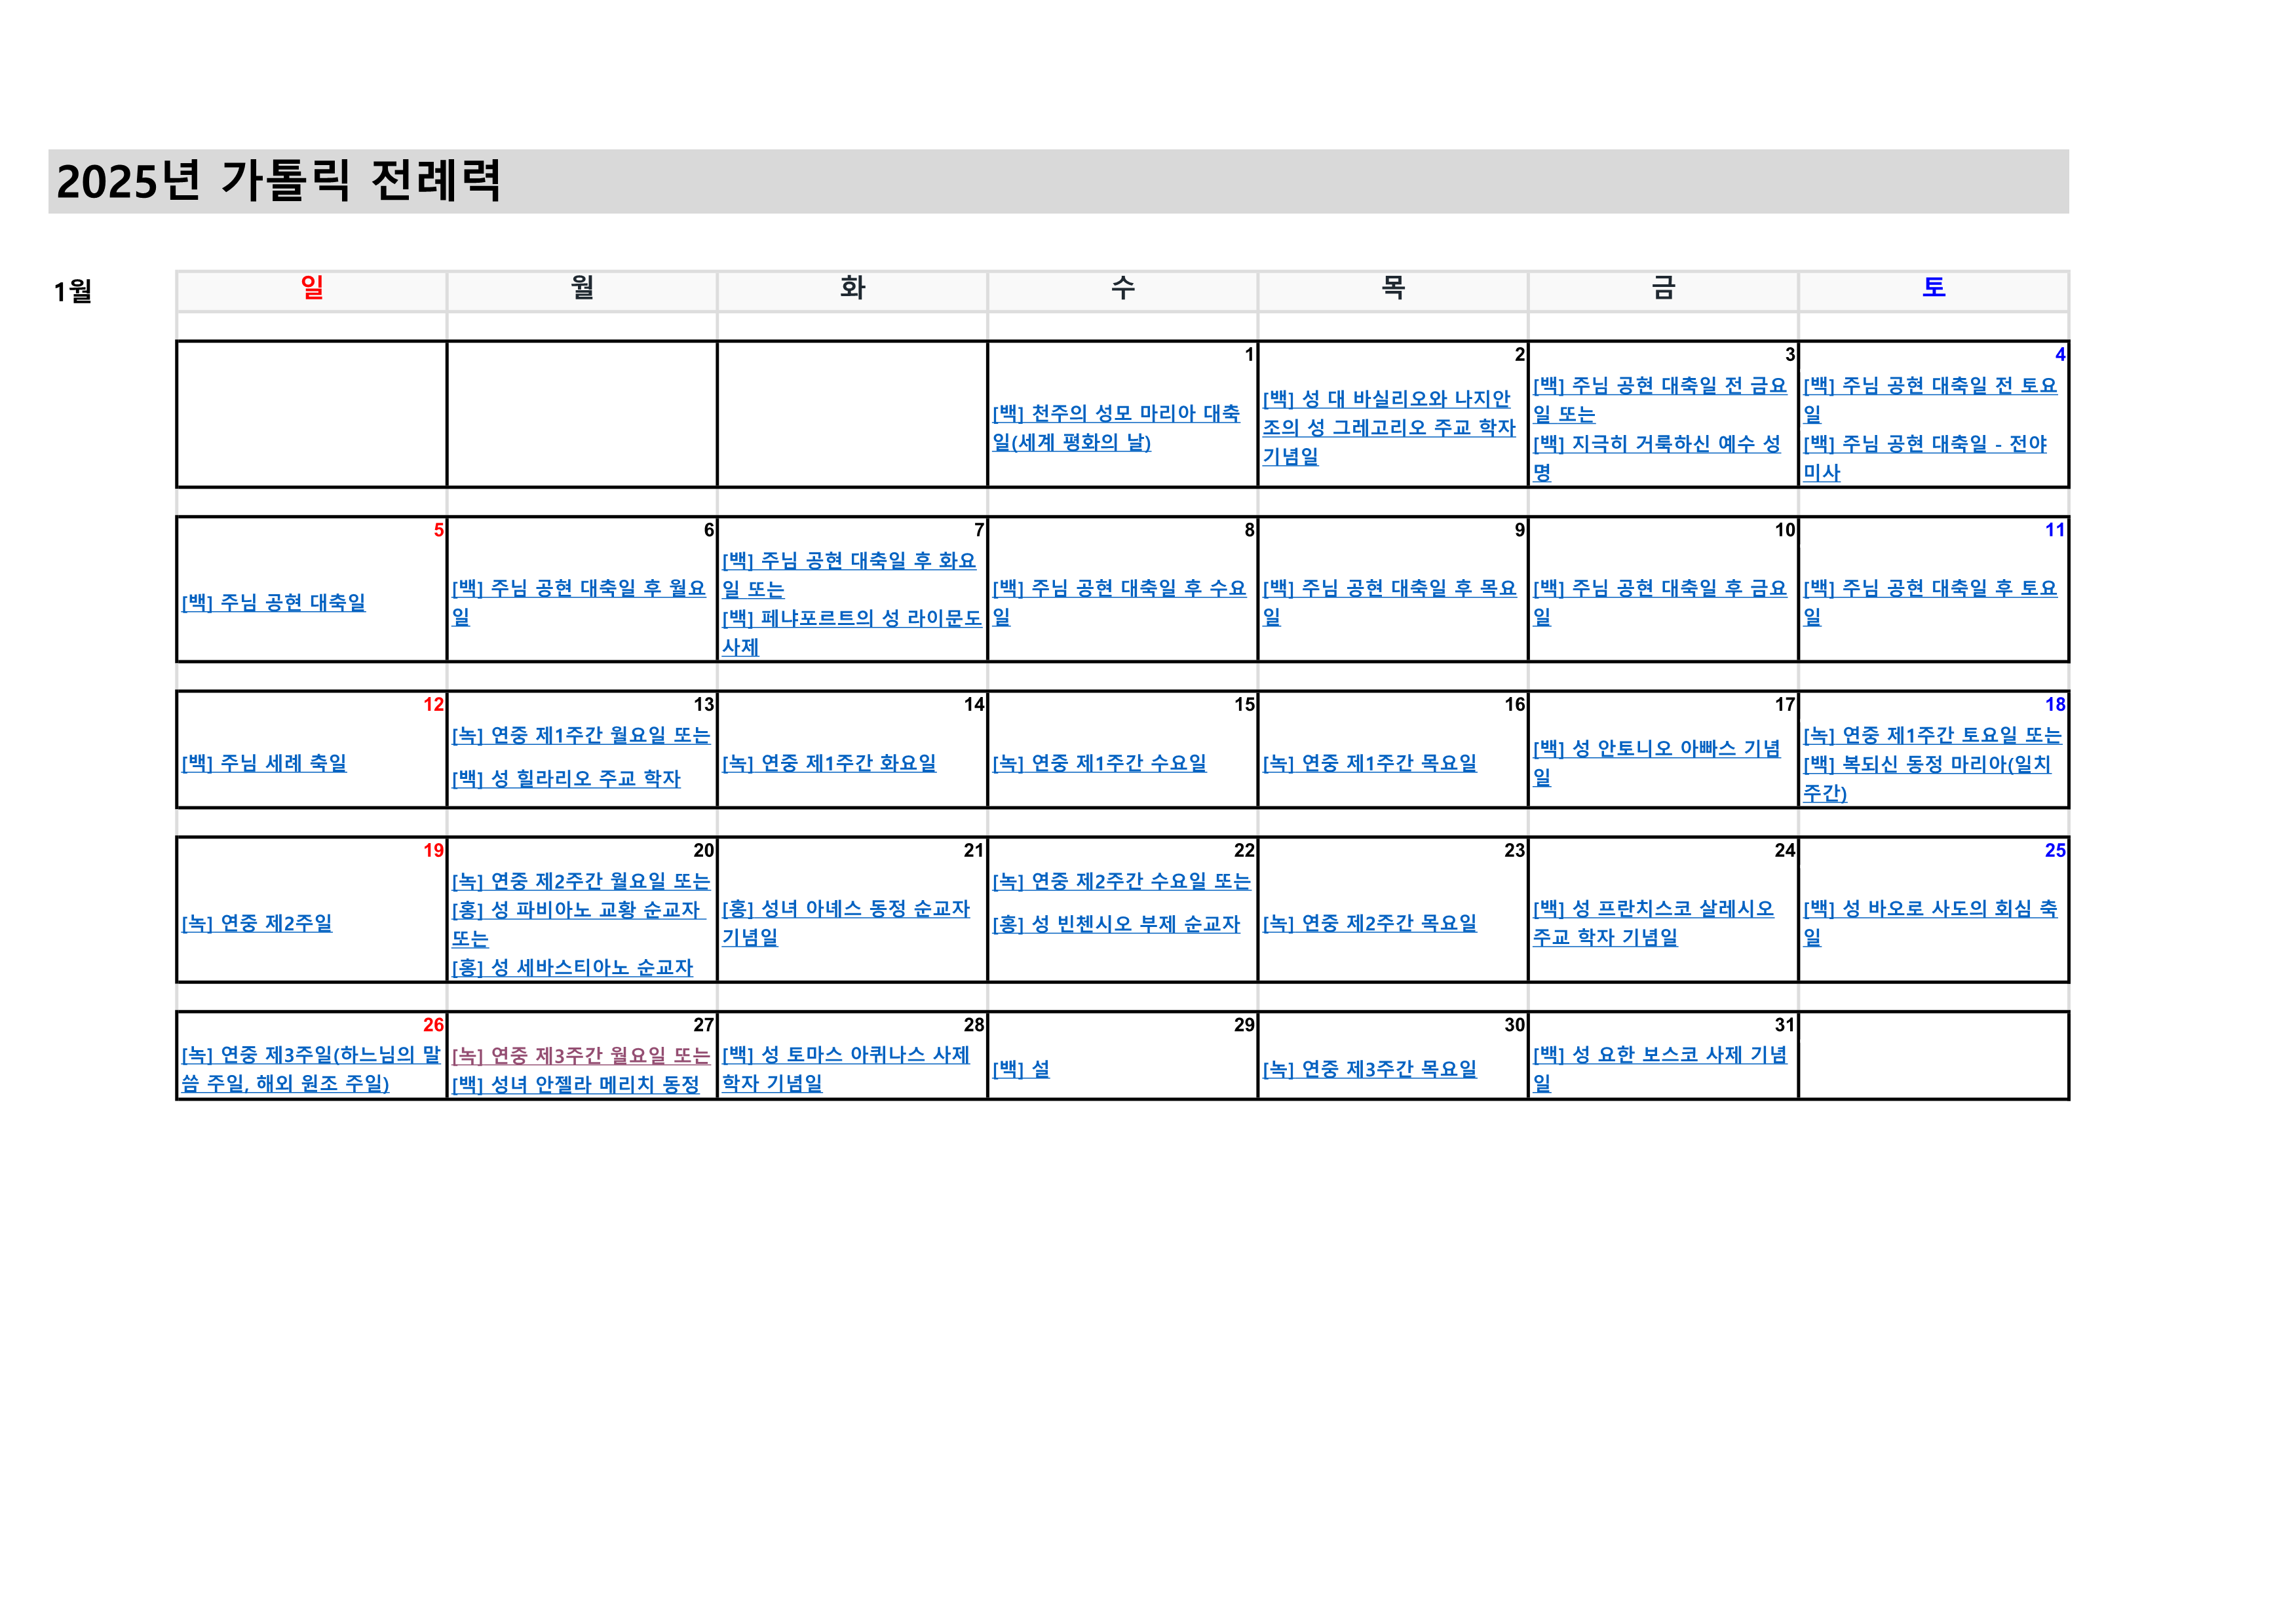 2025년 가톨릭 전례력
1월
일 월 화 수 목 금 토
1
[백] 천주의 성모 마리아 대축
일(세계 평화의 날)
2
[백] 성 대 바실리오와 나지안
조의 성 그레고리오 주교 학자
기념일
3
[백] 주님 공현 대축일 전 금요
일 또는
[백] 지극히 거룩하신 예수 성
명
4
[백] 주님 공현 대축일 전 토요
일
[백] 주님 공현 대축일 - 전야
미사
5
[백] 주님 공현 대축일
6
[백] 주님 공현 대축일 후 월요
일
7
[백] 주님 공현 대축일 후 화요
일 또는
[백] 페냐포르트의 성 라이문도
사제
8
[백] 주님 공현 대축일 후 수요
일
9
[백] 주님 공현 대축일 후 목요
일
10
[백] 주님 공현 대축일 후 금요
일
11
[백] 주님 공현 대축일 후 토요
일
12
[백] 주님 세례 축일
13
[녹] 연중 제1주간 월요일 또는
[백] 성 힐라리오 주교 학자
14
[녹] 연중 제1주간 화요일
15
[녹] 연중 제1주간 수요일
16
[녹] 연중 제1주간 목요일
17
[백] 성 안토니오 아빠스 기념
일
18
[녹] 연중 제1주간 토요일 또는
[백] 복되신 동정 마리아(일치
주간)
19
[녹] 연중 제2주일
20
[녹] 연중 제2주간 월요일 또는
[홍] 성 파비아노 교황 순교자
또는
[홍] 성 세바스티아노 순교자
21
[홍] 성녀 아녜스 동정 순교자
기념일
22
[녹] 연중 제2주간 수요일 또는
[홍] 성 빈첸시오 부제 순교자
23
[녹] 연중 제2주간 목요일
24
[백] 성 프란치스코 살레시오
주교 학자 기념일
25
[백] 성 바오로 사도의 회심 축
일
26
[녹] 연중 제3주일(하느님의 말
씀 주일, 해외 원조 주일)
27
[녹] 연중 제3주간 월요일 또는
[백] 성녀 안젤라 메리치 동정
28
[백] 성 토마스 아퀴나스 사제
학자 기념일
29
[백] 설
30
[녹] 연중 제3주간 목요일
31
[백] 성 요한 보스코 사제 기념
일